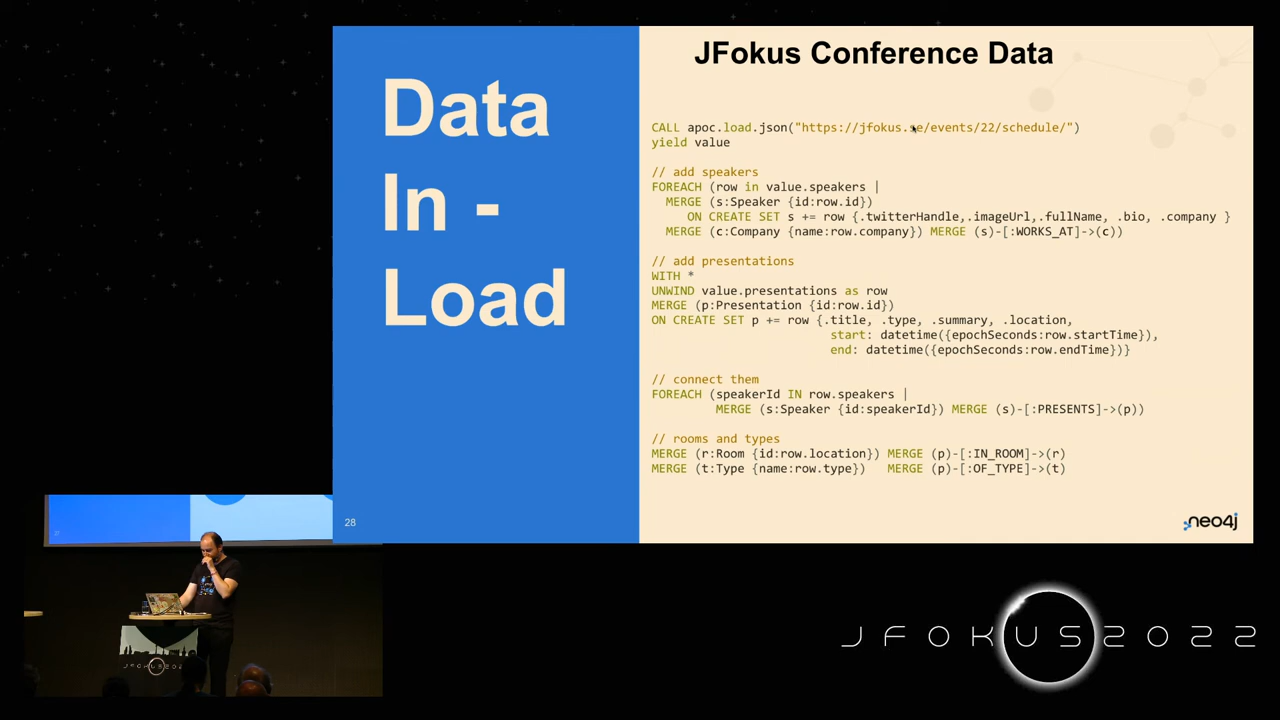 Data
In -
Load
28
JFokus Conference Data
CALL apoc.load.json("https://jfokus.se/events/22/schedule/")
yield value
// add speakers
FOREACH (row in value.speakers |
MERGE (s:Speaker {id:row.id})
ON CREATE SET s += row {.twitterHandle,.imageUrl,.fullName, .bio, .company }
MERGE (c:Company {name:row.company}) MERGE (s)-[:WORKS_AT]->(c))
// add presentations
WITH *
UNWIND value.presentations as row
MERGE (p:Presentation {id:row.id})
ON CREATE SET p += row {.title, .type, .summary, .location,
start: datetime({epochSeconds:row.startTime}),
end: datetime({epochSeconds:row.endTime})}
// connect them
FOREACH (speakerId IN row.speakers |
MERGE (s:Speaker {id:speakerId}) MERGE (s)-[:PRESENTS]->(p))
// rooms and types
MERGE (r:Room {id:row.location}) MERGE (p)-[:IN_ROOM]->(r)
MERGE (t:Type {name:row.type}) MERGE (p)-[:OF_TYPE]->(t)
neo4j
JFOKUS2022
JFOKUS2022